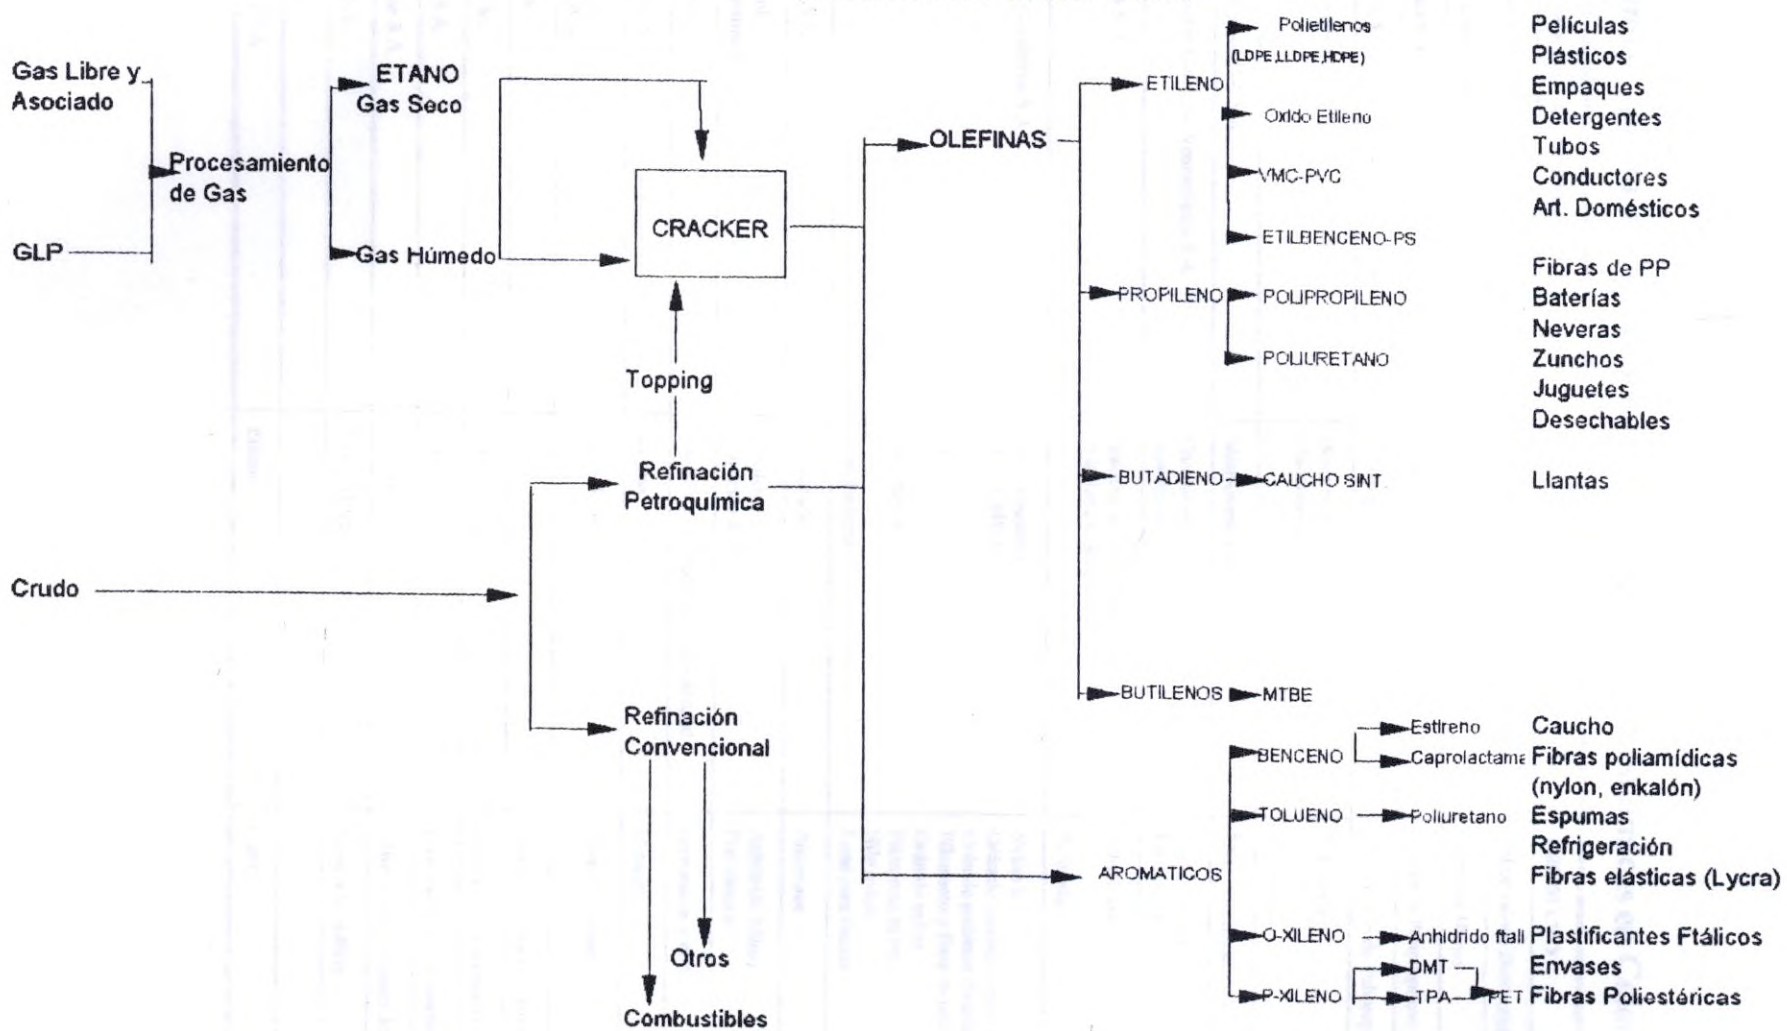 Gas Libre y
Asociado
GLP
Procesamiento
de Gas
ETANO
Gas Seco
Gas Húmedo
CRACKER
Topping
Refinación
Petroquímica
Crudo
Refinación
Convencional
Otros
Combustibles
OLEFINAS
ETILENO
Polietilenos
(LDPE,LLDPE,HDPE)
Oxido Etileno
VMC-PVC
ETILBENCENO-PS
PROPILENO
POLIPROPILENO
POLIURETANO
BUTADIENO
CAUCHO SINT.
BUTILENOS
MTBE
AROMATICOS
BENCENO
Estireno
Caprolactama
TOLUENO
Poliuretano
O-XILENO
Anhidrido ftali
P-XILENO
DMT
TPA
PET
Películas
Plásticos
Empaques
Detergentes
Tubos
Conductores
Art. Domésticos
Fibras de PP
Baterías
Neveras
Zunchos
Juguetes
Desechables
Llantas
Caucho
Fibras poliamídicas
(nylon, enkalón)
Espumas
Refrigeración
Fibras elásticas (Lycra)
Plastificantes Ftálicos
Envases
Fibras Poliestéricas